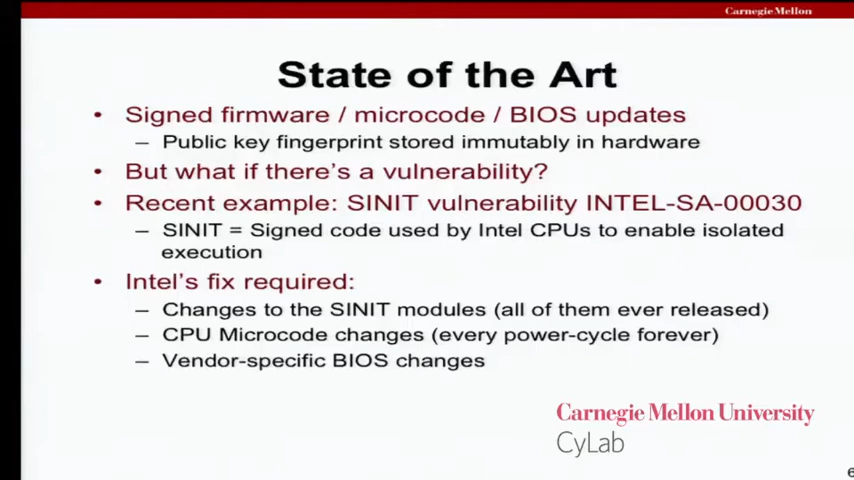 Carnegie Mellon
State of the Art
• Signed firmware / microcode / BIOS updates
– Public key fingerprint stored immutably in hardware
• But what if there's a vulnerability?
• Recent example: SINIT vulnerability INTEL-SA-00030
– SINIT = Signed code used by Intel CPUs to enable isolated
execution
• Intel's fix required:
– Changes to the SINIT modules (all of them ever released)
– CPU Microcode changes (every power-cycle forever)
– Vendor-specific BIOS changes
Carnegie Mellon University
CyLab
6